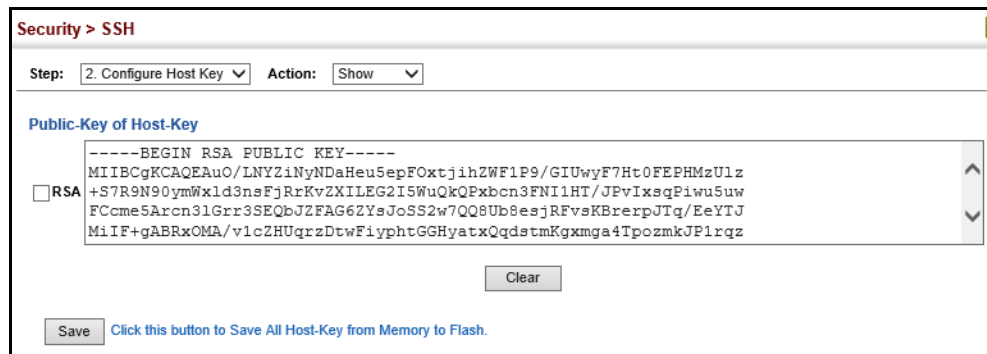 Security > SSH
Step: 2. Configure Host Key Action: Show
Public-Key of Host-Key
-----BEGIN RSA PUBLIC KEY-----
MIIBCgKCAQEAuO/LNYZiNyNDaHeu5epFOxtjihZWF1P9/GIUwyF7Ht0FEPHMzUlz
RSA +S7R9N90ymWxld3nsFjRrKvZXILEG2I5WuQkQPxbcn3FNI1HT/JPvIxsqPiwu5uw
FCcme5Arcn3lGrr3SEQbJZFAG6ZYsJoSS2w7QQ8Ub8esjRFvsKBrerpJTq/EeYTJ
MiIF+gABRxOMA/v1cZHUqrzDtwFiyphtGGHyatxQqdstmKgxmga4TpozmkJP1rqz
Clear
Save Click this button to Save All Host-Key from Memory to Flash.